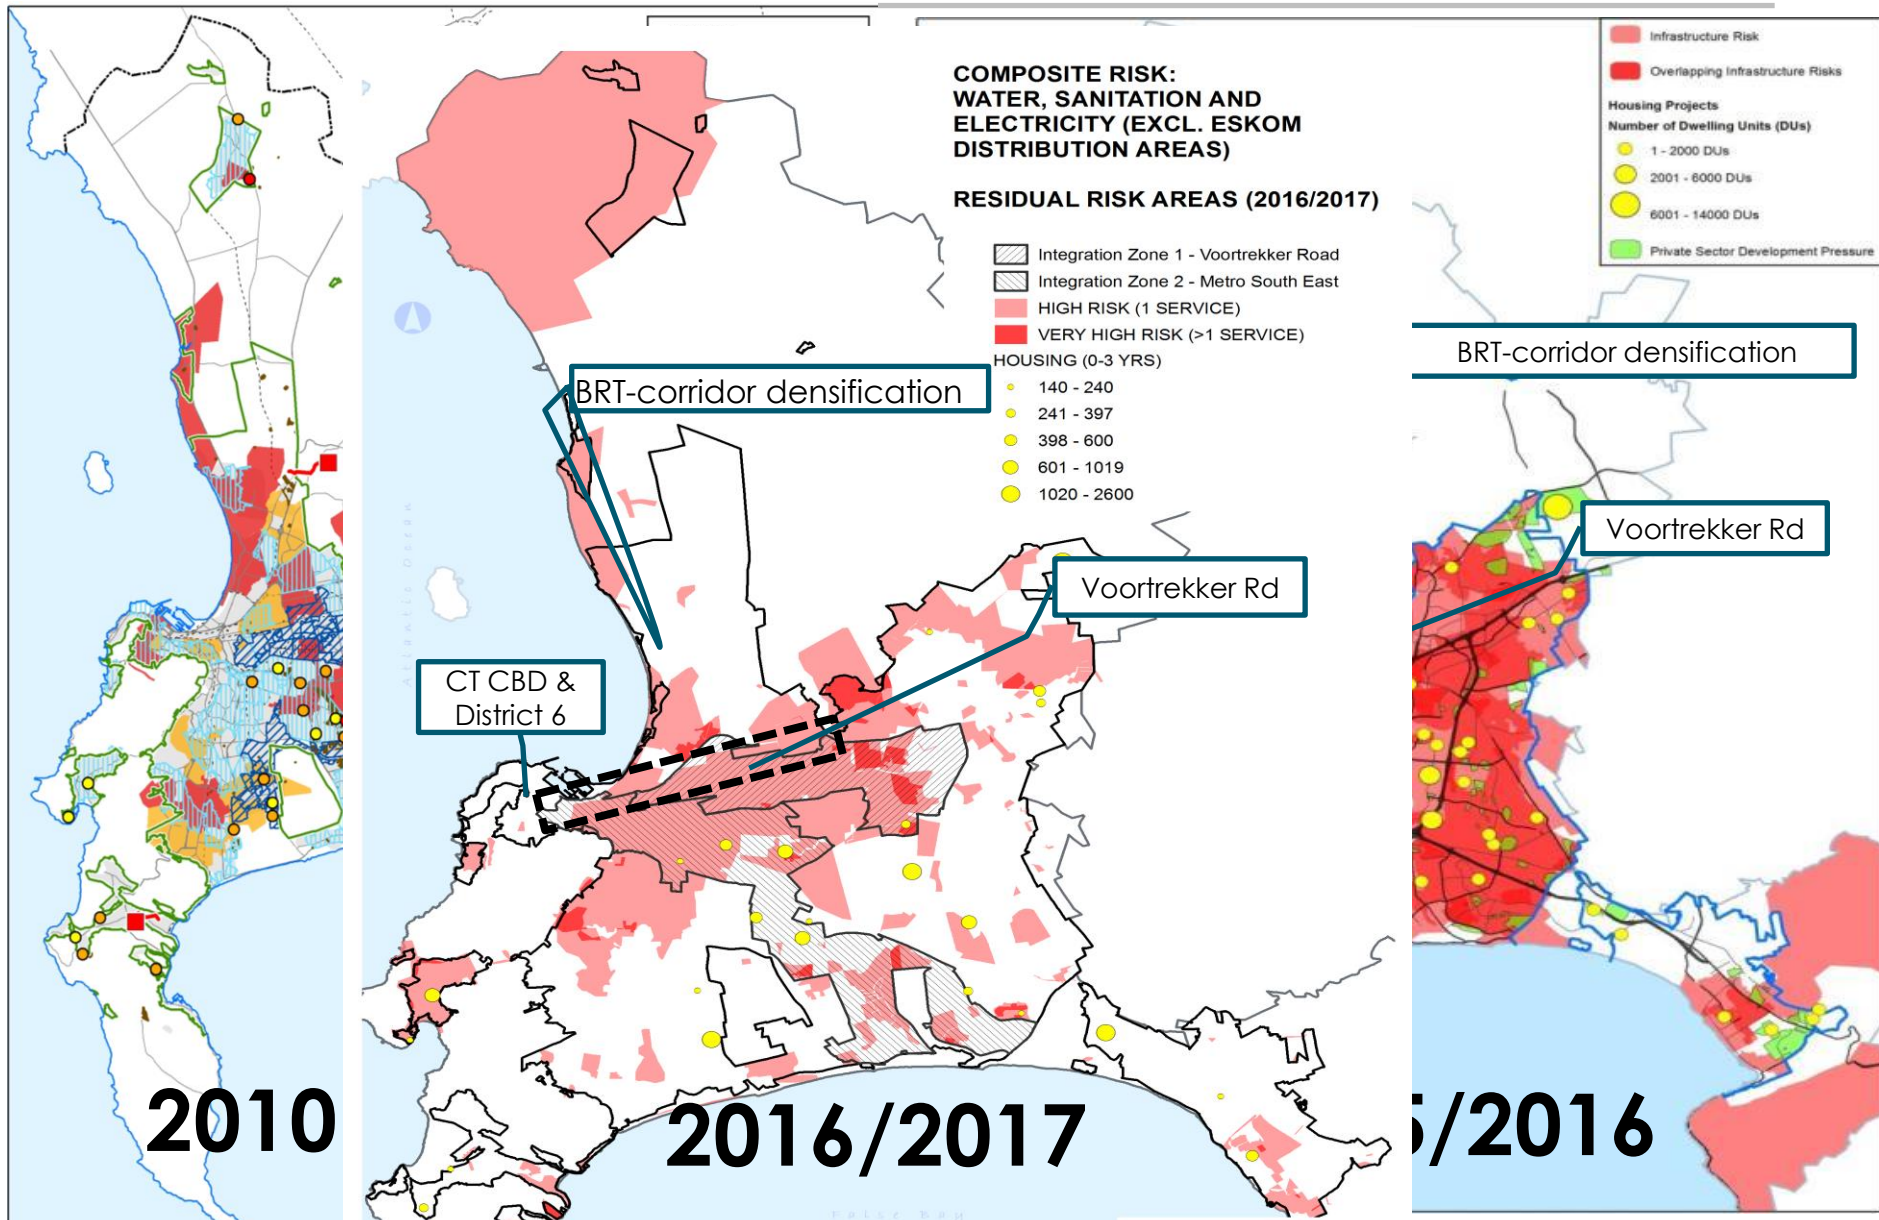 COMPOSITE RISK:
WATER, SANITATION AND
ELECTRICITY (EXCL. ESKOM
DISTRIBUTION AREAS)
RESIDUAL RISK AREAS (2016/2017)
Integration Zone 1 - Voortrekker Road
Integration Zone 2 - Metro South East
HIGH RISK (1 SERVICE)
VERY HIGH RISK (>1 SERVICE)
HOUSING (0-3 YRS)
140 - 240
241 - 397
398 - 600
601 - 1019
1020 - 2600
Infrastructure Risk
Overlapping Infrastructure Risks
Housing Projects
Number of Dwelling Units (DUs)
1 - 2000 DUs
2001 - 6000 DUs
6001 - 14000 DUs
Private Sector Development Pressure
BRT-corridor densification
BRT-corridor densification
Voortrekker Rd
Voortrekker Rd
CT CBD &
District 6
Atlantic Ocean
2010
2016/2017
5/2016
FALSE BAY